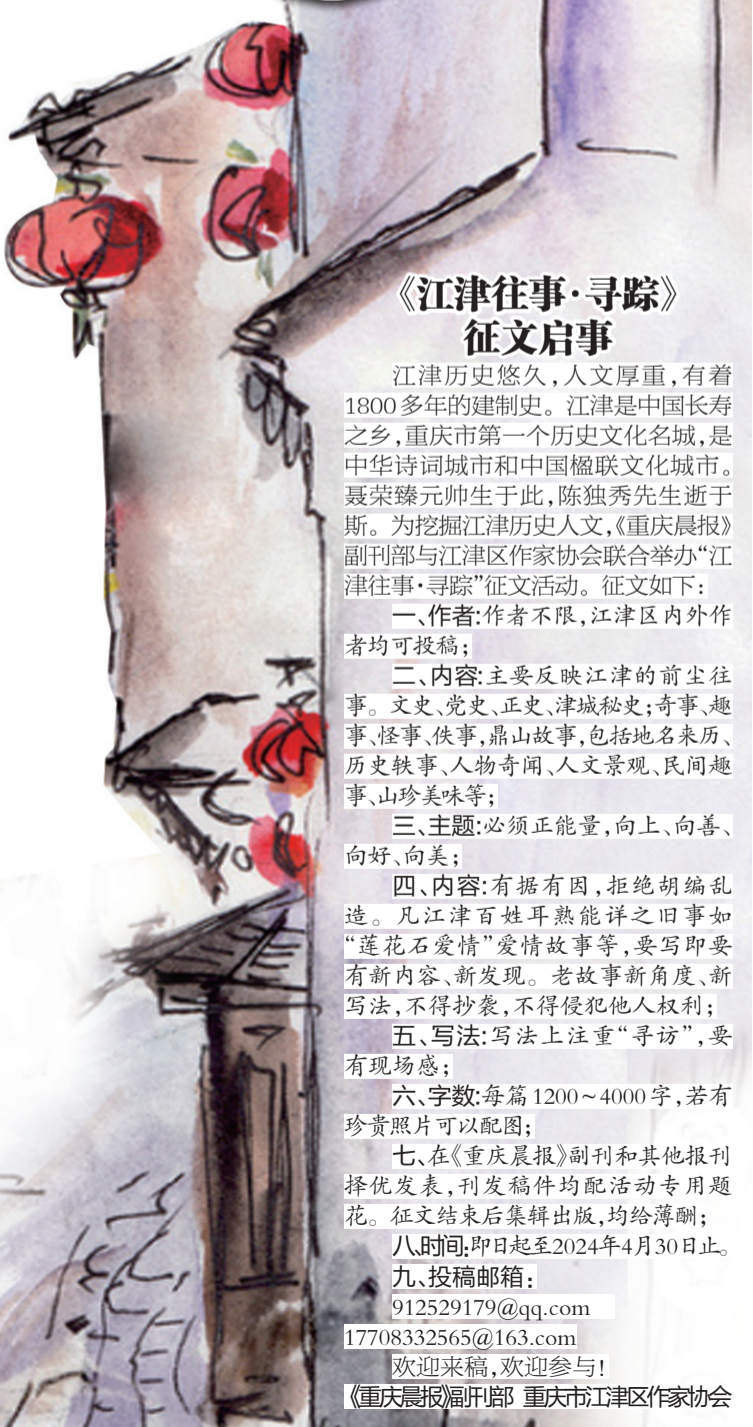 《江津往事·寻踪》
征文启事
江津历史悠久,人文厚重,有着
1800多年的建制史。江津是中国长寿
之乡,重庆市第一个历史文化名城,是
中华诗词城市和中国楹联文化城市。
聂荣臻元帅生于此,陈独秀先生逝于
斯。为挖掘江津历史人文,《重庆晨报》
副刊部与江津区作家协会联合举办“江
津往事·寻踪”征文活动。征文如下:
一、作者:作者不限,江津区内外作
者均可投稿;
二、内容:主要反映江津的前尘往
事。文史、党史、正史、津城秘史;奇事、趣
事、怪事、佚事,鼎山故事,包括地名来历、
历史轶事、人物奇闻、人文景观、民间趣
事、山珍美味等;
三、主题:必须正能量,向上、向善、
向好、向美;
四、内容:有据有因,拒绝胡编乱
造。凡江津百姓耳熟能详之旧事如
“莲花石爱情”爱情故事等,要写即要
有新内容、新发现。老故事新角度、新
写法,不得抄袭,不得侵犯他人权利;
五、写法:写法上注重“寻访”,要
有现场感;
六、字数:每篇1200~4000字,若有
珍贵照片可以配图;
七、在《重庆晨报》副刊和其他报刊
择优发表,刊发稿件均配活动专用题
花。征文结束后集辑出版,均给薄酬;
八、时间:即日起至2024年4月30日止。
九、投稿邮箱:
912529179@qq.com
17708332565@163.com
欢迎来稿,欢迎参与!
《重庆晨报》副刊部 重庆市江津区作家协会